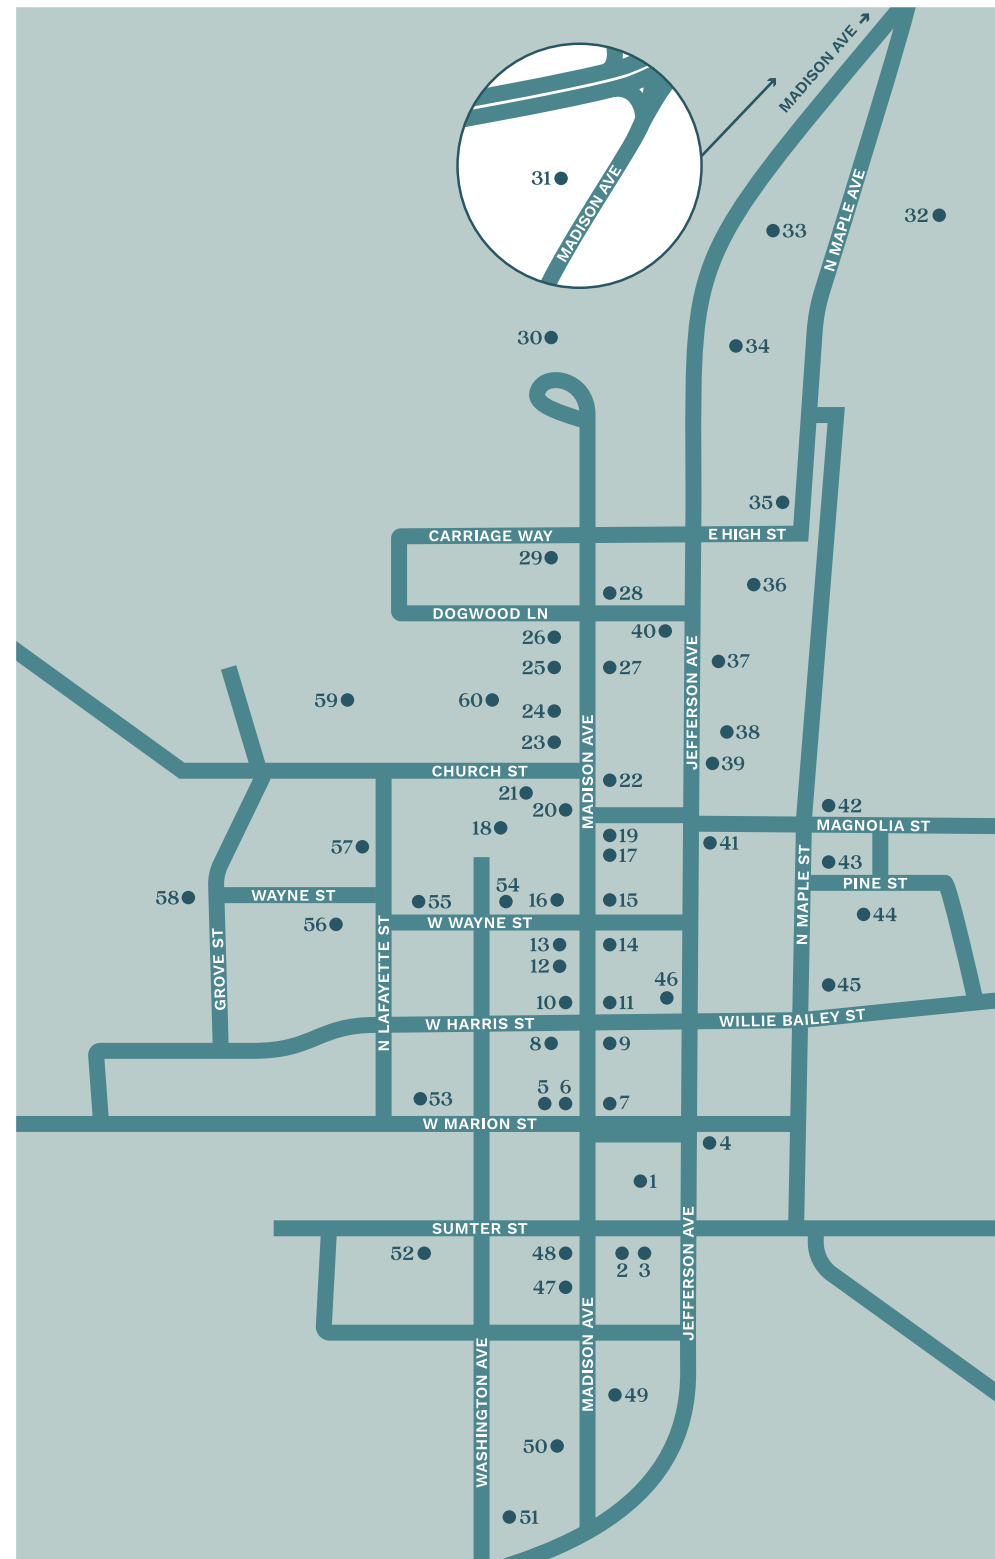 MADISON AVE
31
MADISON AVE
N MAPLE AVE
32
33
30
34
35
CARRIAGE WAY
E HIGH ST
29
36
28
DOGWOOD LN
26
40
25
27
37
JEFFERSON AVE
59
60
24
38
23
MADISON AVE
39
CHURCH ST
22
21
20
42
18
MAGNOLIA ST
19
41
57
17
43
N MAPLE ST
PINE ST
58
WAYNE ST
54
55
16
15
44
56
W WAYNE ST
GROVE ST
N LAFAYETTE ST
13
14
12
46
45
10
11
W HARRIS ST
WILLIE BAILEY ST
8
9
5
6
53
7
W MARION ST
4
1
SUMTER ST
JEFFERSON AVE
52
48
2
3
47
MADISON AVE
WASHINGTON AVE
49
50
51